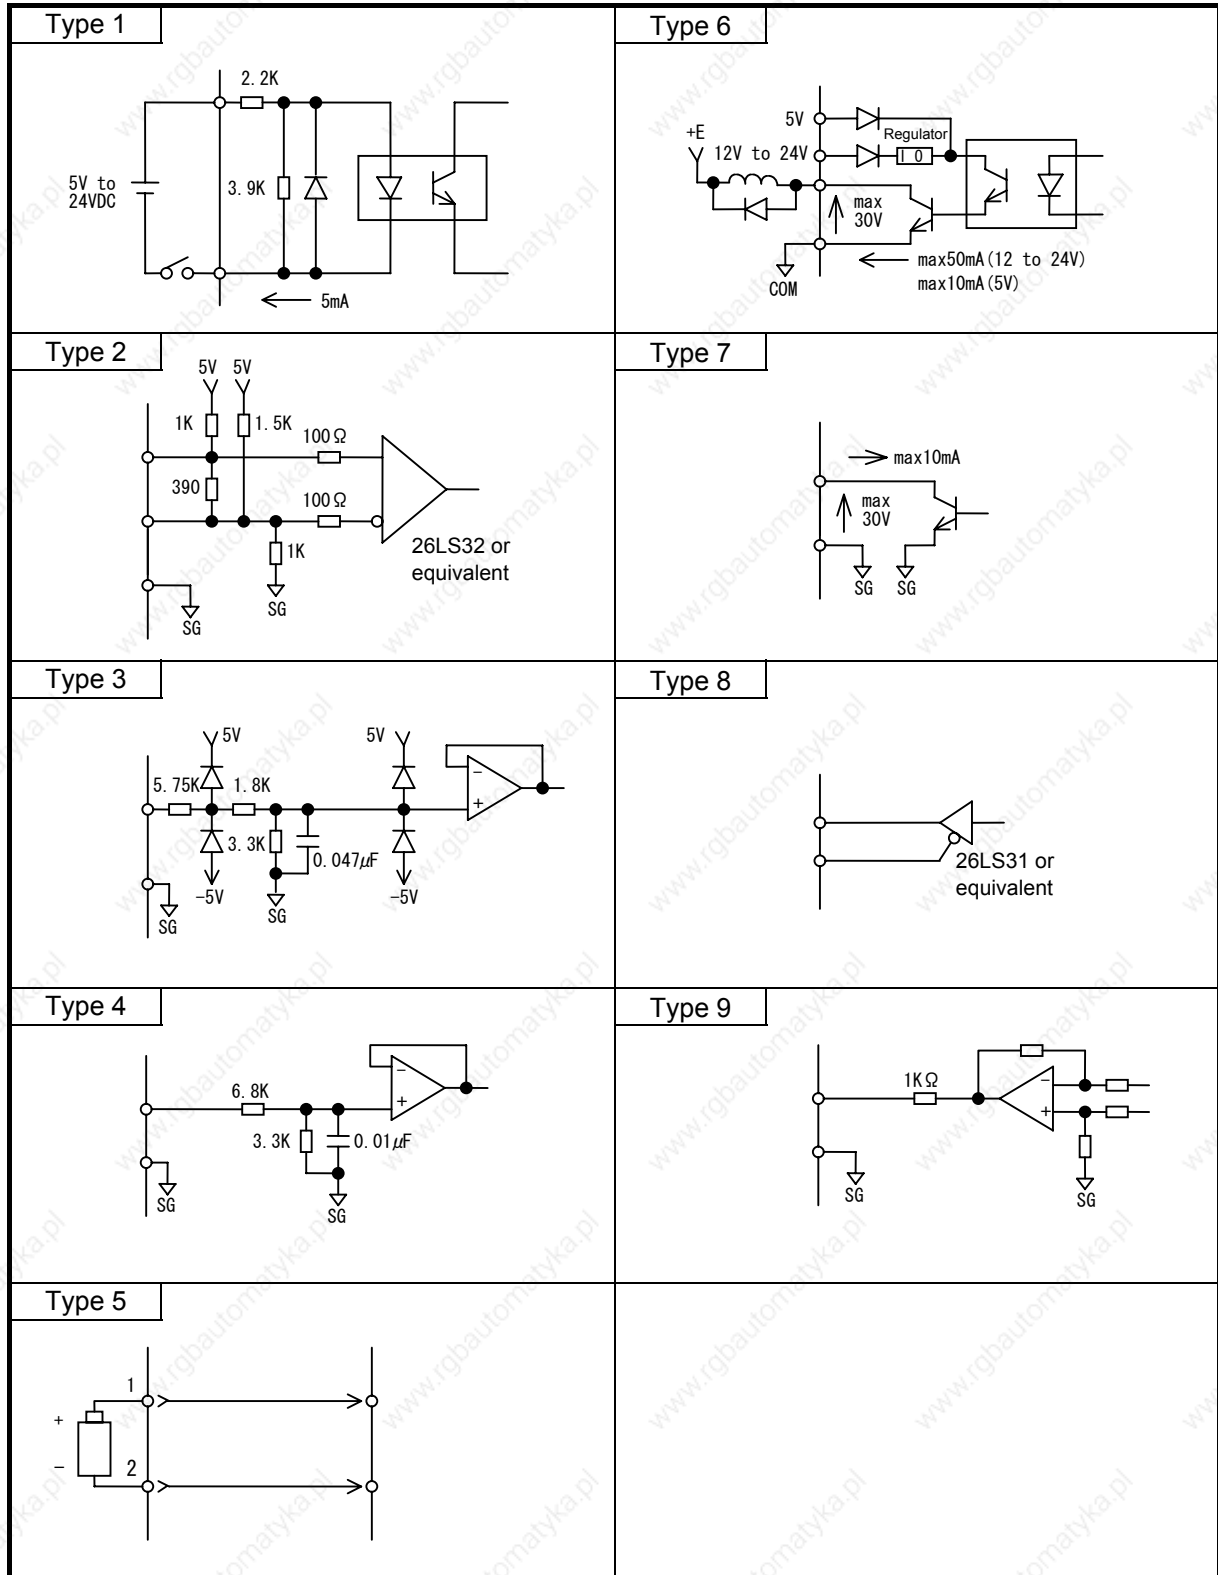 Type 1
2.2K
3.9K
5V to
24VDC
5mA
Type 6
5V
Regulator
+E
12V to 24V
I O
max
30V
max50mA(12 to 24V)
max10mA(5V)
COM
Type 2
5V 5V
1K
1.5K
100Ω
390
100Ω
1K
26LS32 or
equivalent
SG
SG
Type 7
max10mA
max
30V
SG SG
Type 3
5V
5V
5.75K
1.8K
−
+
3.3K
0.047μF
−5V
−5V
SG
SG
Type 8
26LS31 or
equivalent
Type 4
6.8K
−
+
3.3K
0.01μF
SG
SG
Type 9
1KΩ
−
+
SG
SG
Type 5
1
+
−
2
www.rgbautomatyka.pl